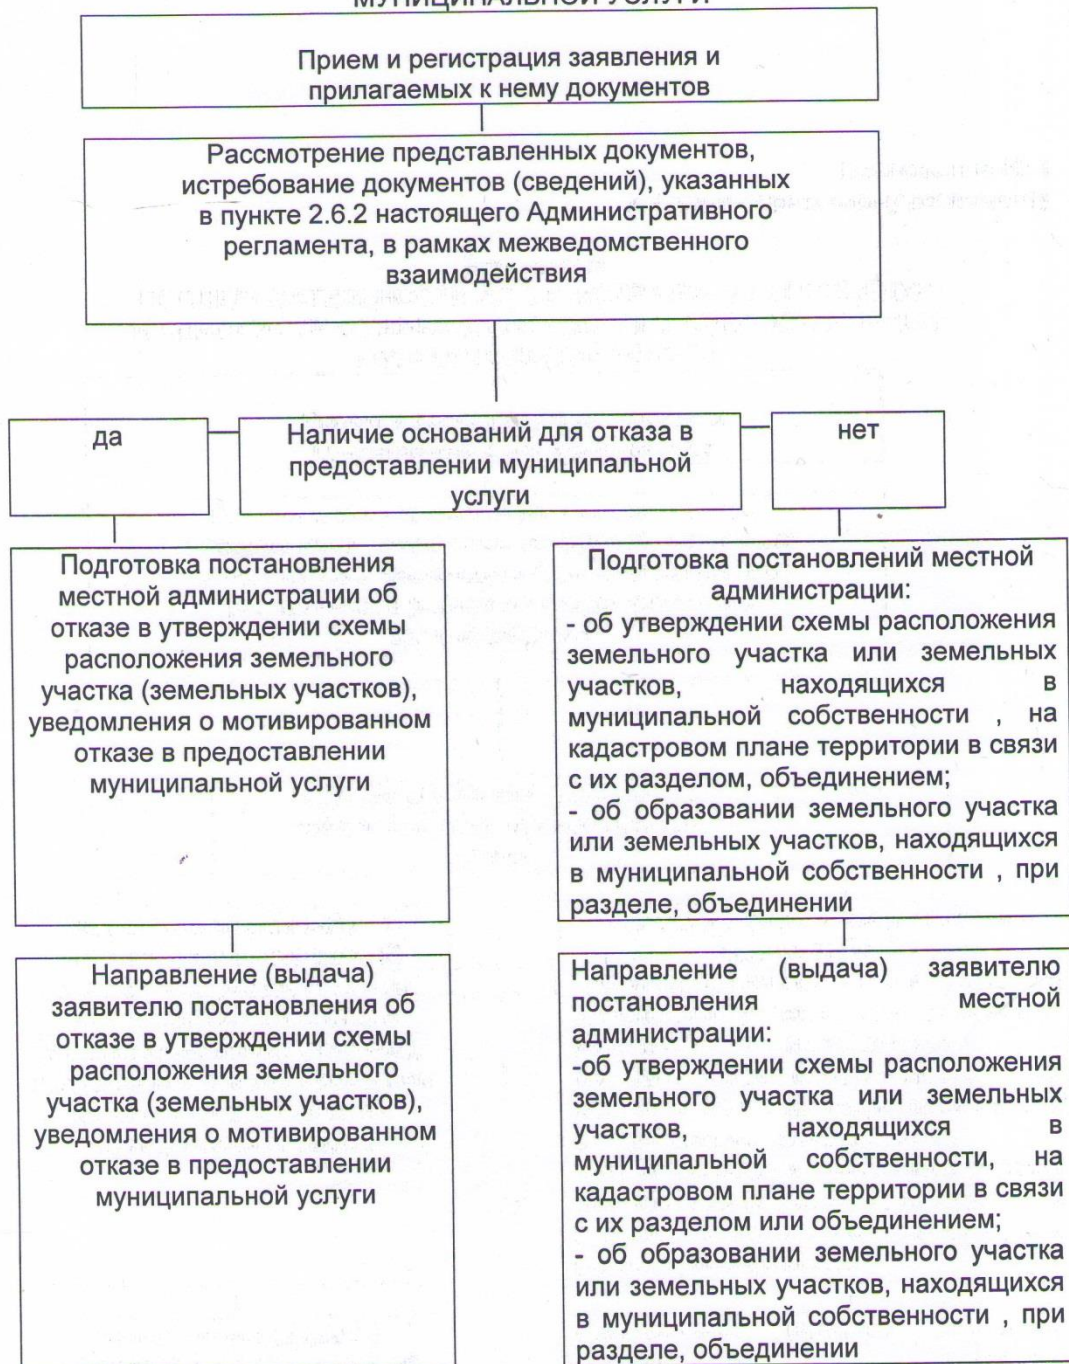 МУНИЦИПАЛЬНОЙ УСЛУГИ
Прием и регистрация заявления и
прилагаемых к нему документов
Рассмотрение представленных документов,
истребование документов (сведений), указанных
в пункте 2.6.2 настоящего Административного
регламента, в рамках межведомственного
взаимодействия
да
Наличие оснований для отказа в
предоставлении муниципальной
услуги
нет
Подготовка постановления
местной администрации об
отказе в утверждении схемы
расположения земельного
участка (земельных участков),
уведомления о мотивированном
отказе в предоставлении
муниципальной услуги
Подготовка постановлений местной
администрации:
- об утверждении схемы расположения
земельного участка или земельных
участков, находящихся в
муниципальной собственности , на
кадастровом плане территории в связи
с их разделом, объединением;
- об образовании земельного участка
или земельных участков, находящихся
в муниципальной собственности , при
разделе, объединении
Направление (выдача)
заявителю постановления об
отказе в утверждении схемы
расположения земельного
участка (земельных участков),
уведомления о мотивированном
отказе в предоставлении
муниципальной услуги
Направление (выдача) заявителю
постановления местной
администрации:
-об утверждении схемы расположения
земельного участка или земельных
участков, находящихся в
муниципальной собственности, на
кадастровом плане территории в связи
с их разделом или объединением;
- об образовании земельного участка
или земельных участков, находящихся
в муниципальной собственности , при
разделе, объединении